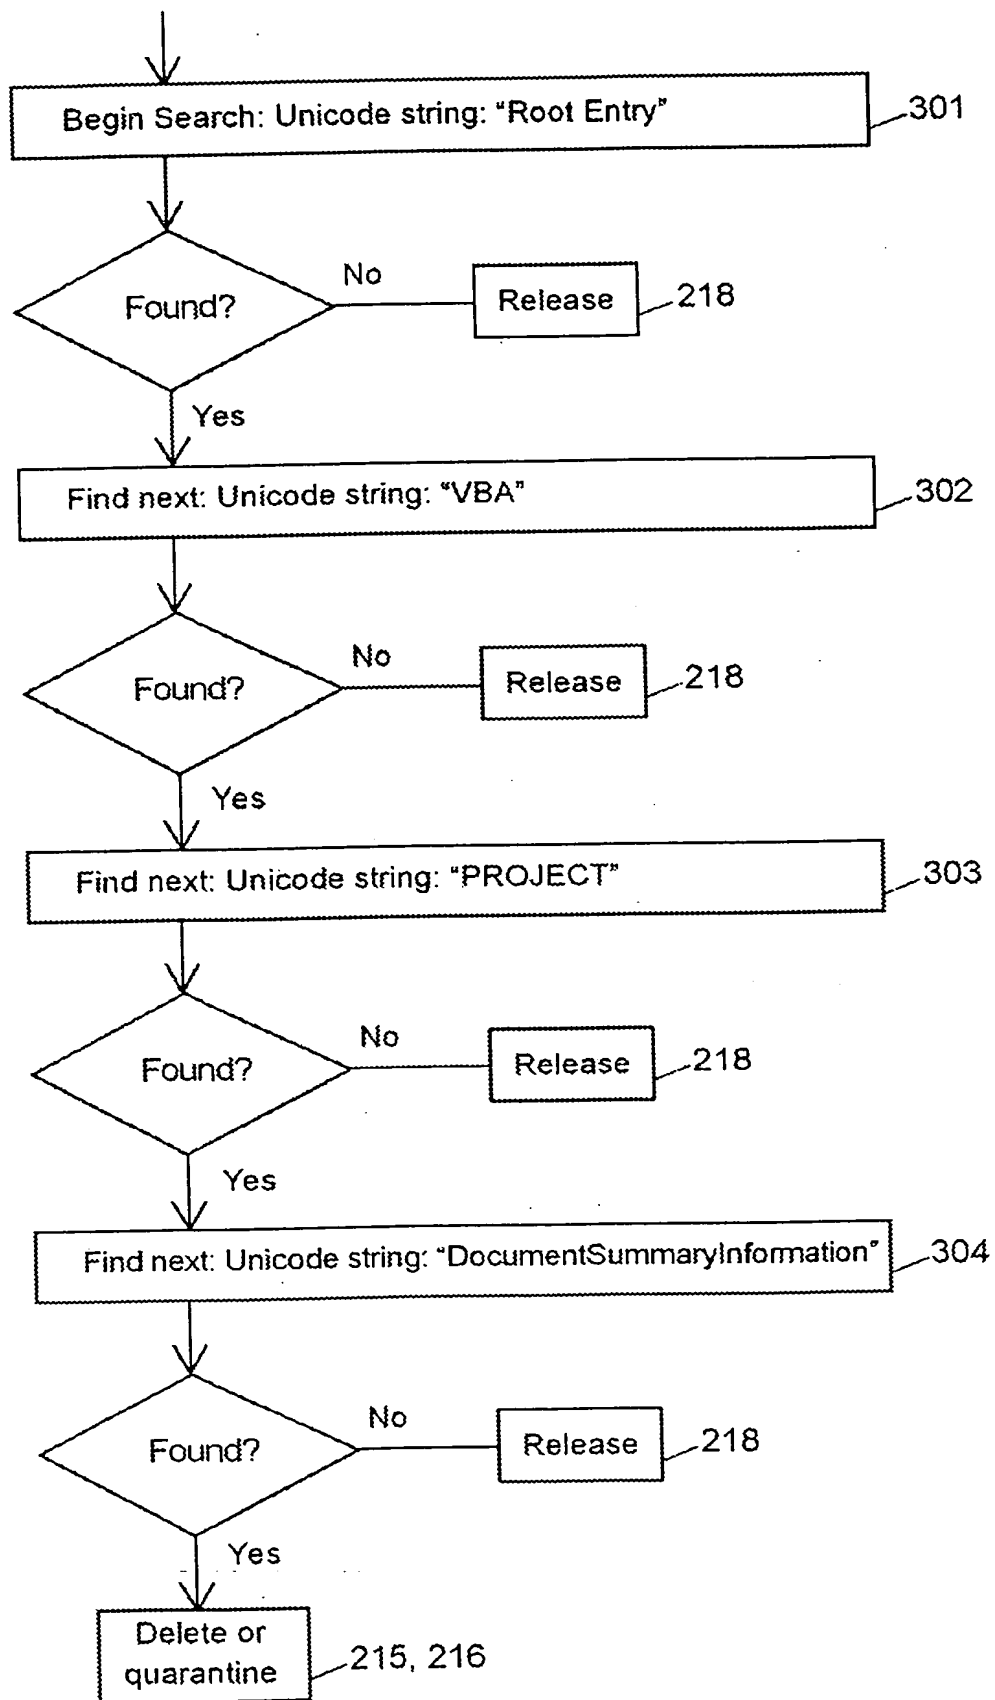 Begin Search: Unicode string: “Root Entry”
301
Found?
No
Release
218
Yes
Find next: Unicode string: “VBA”
302
Found?
No
Release
218
Yes
Find next: Unicode string: “PROJECT”
303
Found?
No
Release
218
Yes
Find next: Unicode string: “DocumentSummaryInformation”
304
Found?
No
Release
218
Yes
Delete or
quarantine
215, 216